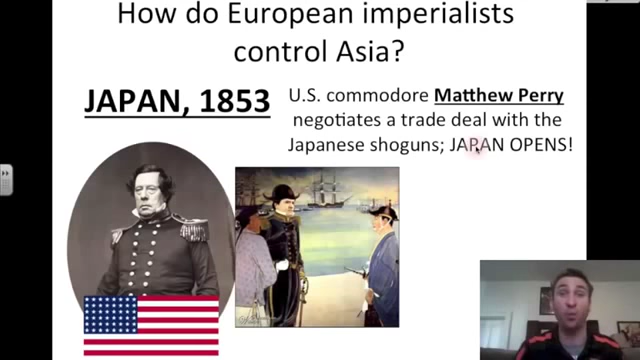 How do European imperialists
control Asia?
JAPAN, 1853
U.S. commodore Matthew Perry
negotiates a trade deal with the
Japanese shoguns; JAPAN OPENS!